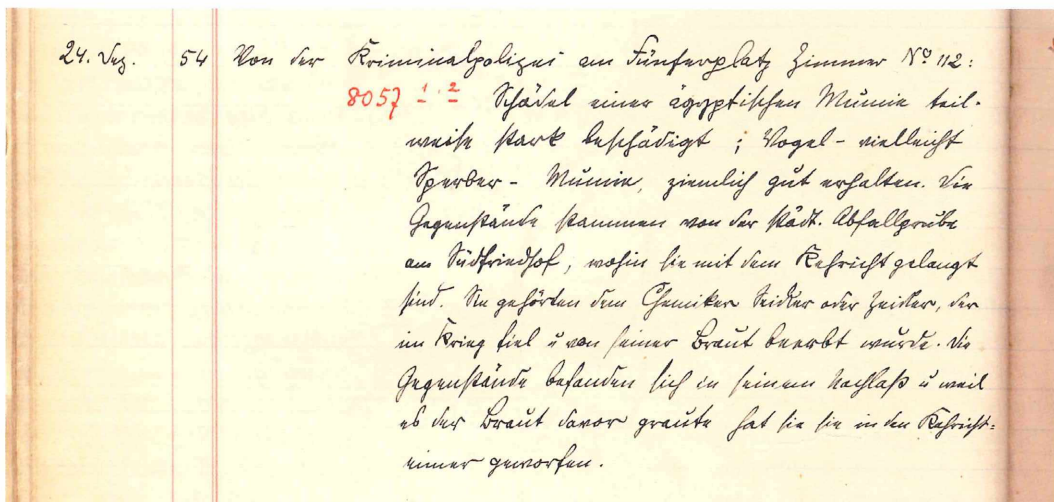 24. Dez. 54 Von der Kriminalpolizei am Fünferplatz Zimmer No 112:
8057 1 . 2 Schädel einer ägyptischen Mumie teil-
weise stark beschädigt ; Vogel - vielleicht
Sperber - Mumie, ziemlich gut erhalten. Die
Gegenstände stammen von der städt. Abfallgrube
am Südfriedhof, wohin sie mit dem Kehricht gelangt
sind. Sie gehörten dem Chemiker Seidler oder Zeidler, der
im Krieg fiel u von seiner Braut beerbt wurde. Die
Gegenstände befanden sich in seinem Nachlaß u weil
es der Braut davor graute hat sie sie in den Kehricht=
eimer geworfen.